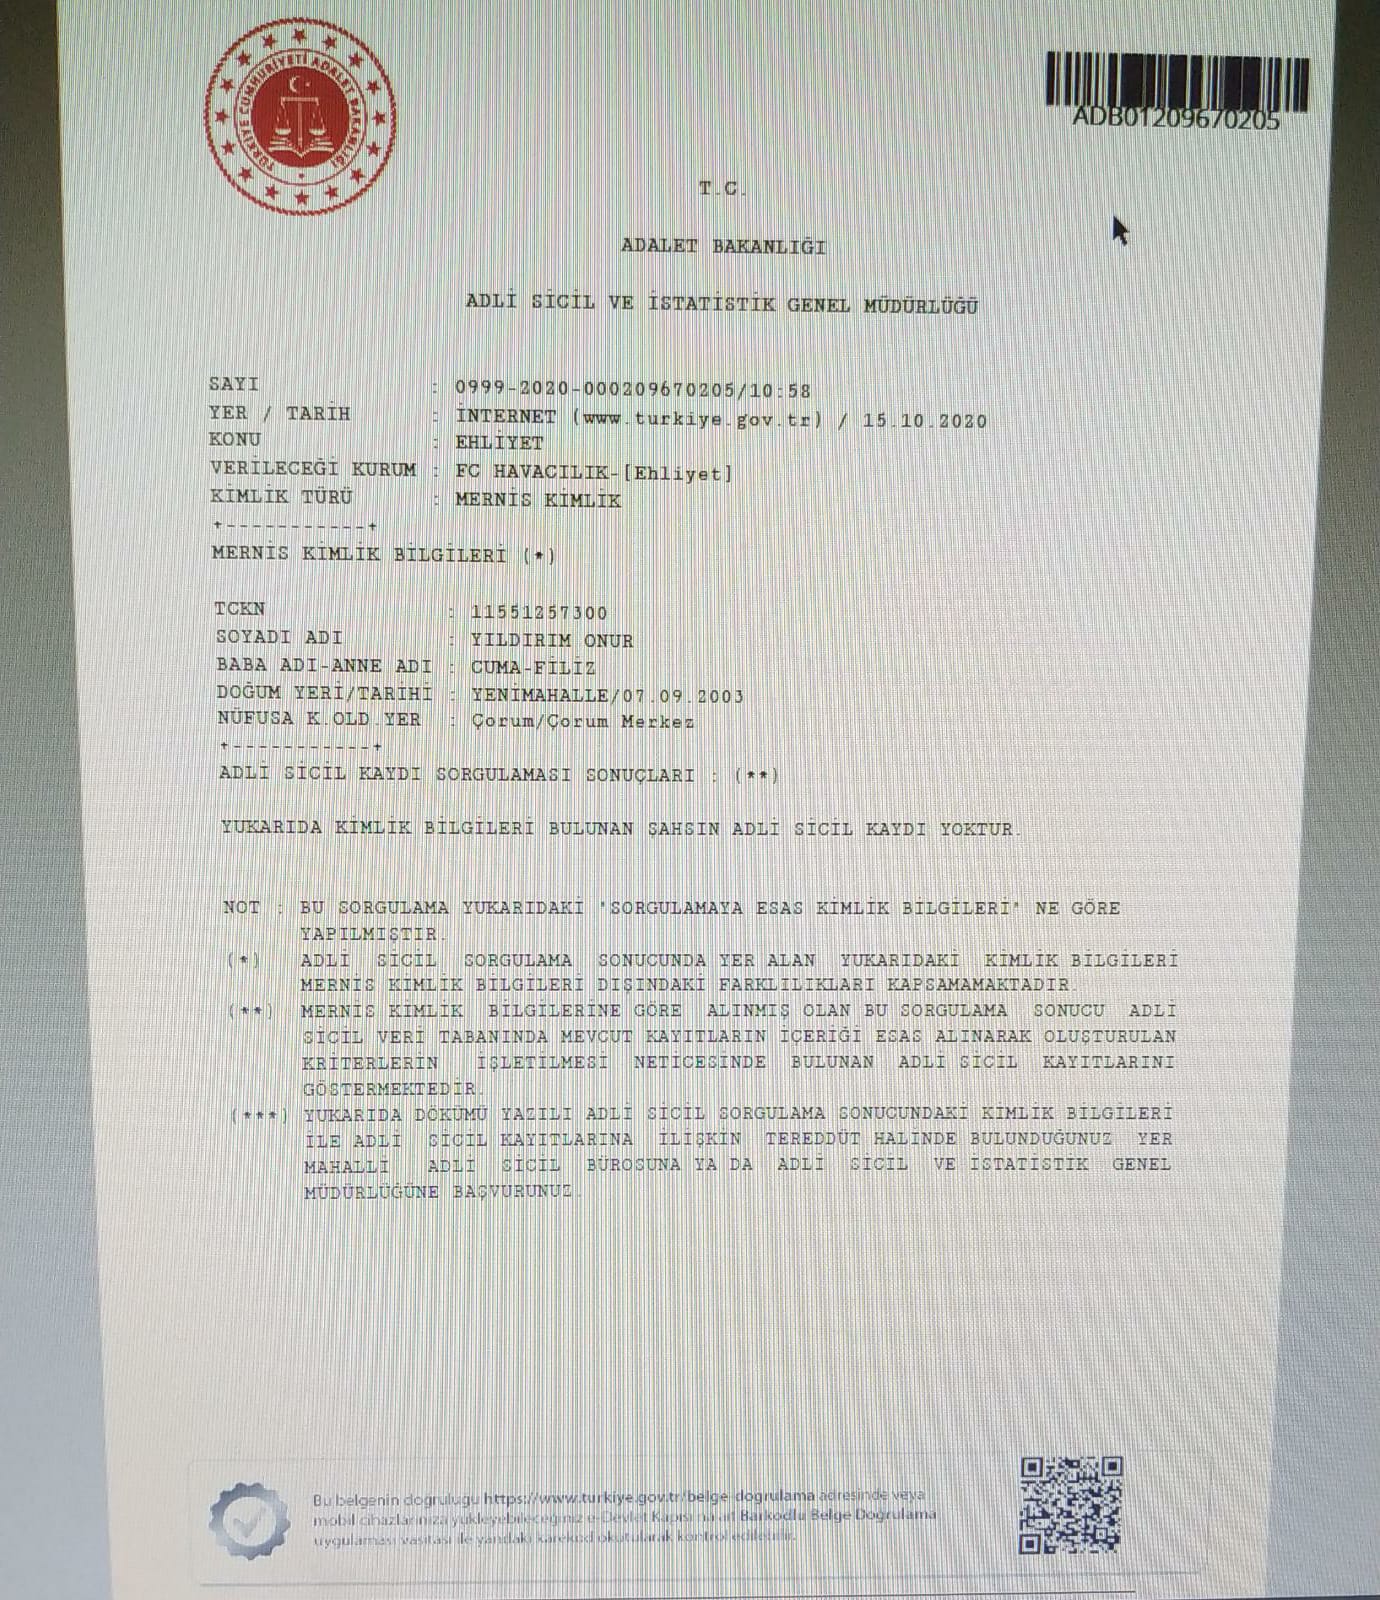 TÜRKİYE CUMHURİYETİ ADALET BAKANLIĞI
ADB01209670205
T.C.
ADALET BAKANLIĞI
ADLİ SİCİL VE İSTATİSTİK GENEL MÜDÜRLÜĞÜ
SAYI : 0999-2020-000209670205/10:58
YER / TARİH : İNTERNET (www.turkiye.gov.tr) / 15.10.2020
KONU : EHLİYET
VERİLECEĞİ KURUM : FC HAVACILIK-[Ehliyet]
KİMLİK TÜRÜ : MERNİS KİMLİK
+-----------+
MERNİS KİMLİK BİLGİLERİ (*)
TCKN : 11551257300
SOYADI ADI : YILDIRIM ONUR
BABA ADI-ANNE ADI : CUMA-FİLİZ
DOĞUM YERİ/TARİHİ : YENİMAHALLE/07.09.2003
NÜFUSA K.OLD.YER : Çorum/Çorum Merkez
+-----------+
ADLİ SİCİL KAYDI SORGULAMASI SONUÇLARI : (**)
YUKARIDA KİMLİK BİLGİLERİ BULUNAN ŞAHSIN ADLİ SİCİL KAYDI YOKTUR.
NOT : BU SORGULAMA YUKARIDAKİ 'SORGULAMAYA ESAS KİMLİK BİLGİLERİ' NE GÖRE
YAPILMIŞTIR.
(*) ADLİ SİCİL SORGULAMA SONUCUNDA YER ALAN YUKARIDAKİ KİMLİK BİLGİLERİ
MERNİS KİMLİK BİLGİLERİ DIŞINDAKİ FARKLILIKLARI KAPSAMAMAKTADIR.
(**) MERNİS KİMLİK BİLGİLERİNE GÖRE ALINMIŞ OLAN BU SORGULAMA SONUCU ADLİ
SİCİL VERİ TABANINDA MEVCUT KAYITLARIN İÇERİĞİ ESAS ALINARAK OLUŞTURULAN
KRİTERLERİN İŞLETİLMESİ NETİCESİNDE BULUNAN ADLİ SİCİL KAYITLARINI
GÖSTERMEKTEDİR.
(***) YUKARIDA DÖKÜMÜ YAZILI ADLİ SİCİL SORGULAMA SONUCUNDAKİ KİMLİK BİLGİLERİ
İLE ADLİ SİCİL KAYITLARINA İLİŞKİN TEREDDÜT HALİNDE BULUNDUĞUNUZ YER
MAHALLİ ADLİ SİCİL BÜROSUNA YA DA ADLİ SİCİL VE İSTATİSTİK GENEL
MÜDÜRLÜĞÜNE BAŞVURUNUZ.
Bu belgenin doğruluğu https://www.turkiye.gov.tr/belge-dogrulama adresinde veya
mobil cihazlarınıza yükleyebileceğiniz e-Devlet Kapısı'na ait Barkodlu Belge Doğrulama
uygulaması vasıtası ile yandaki karekod okutularak kontrol edilebilir.